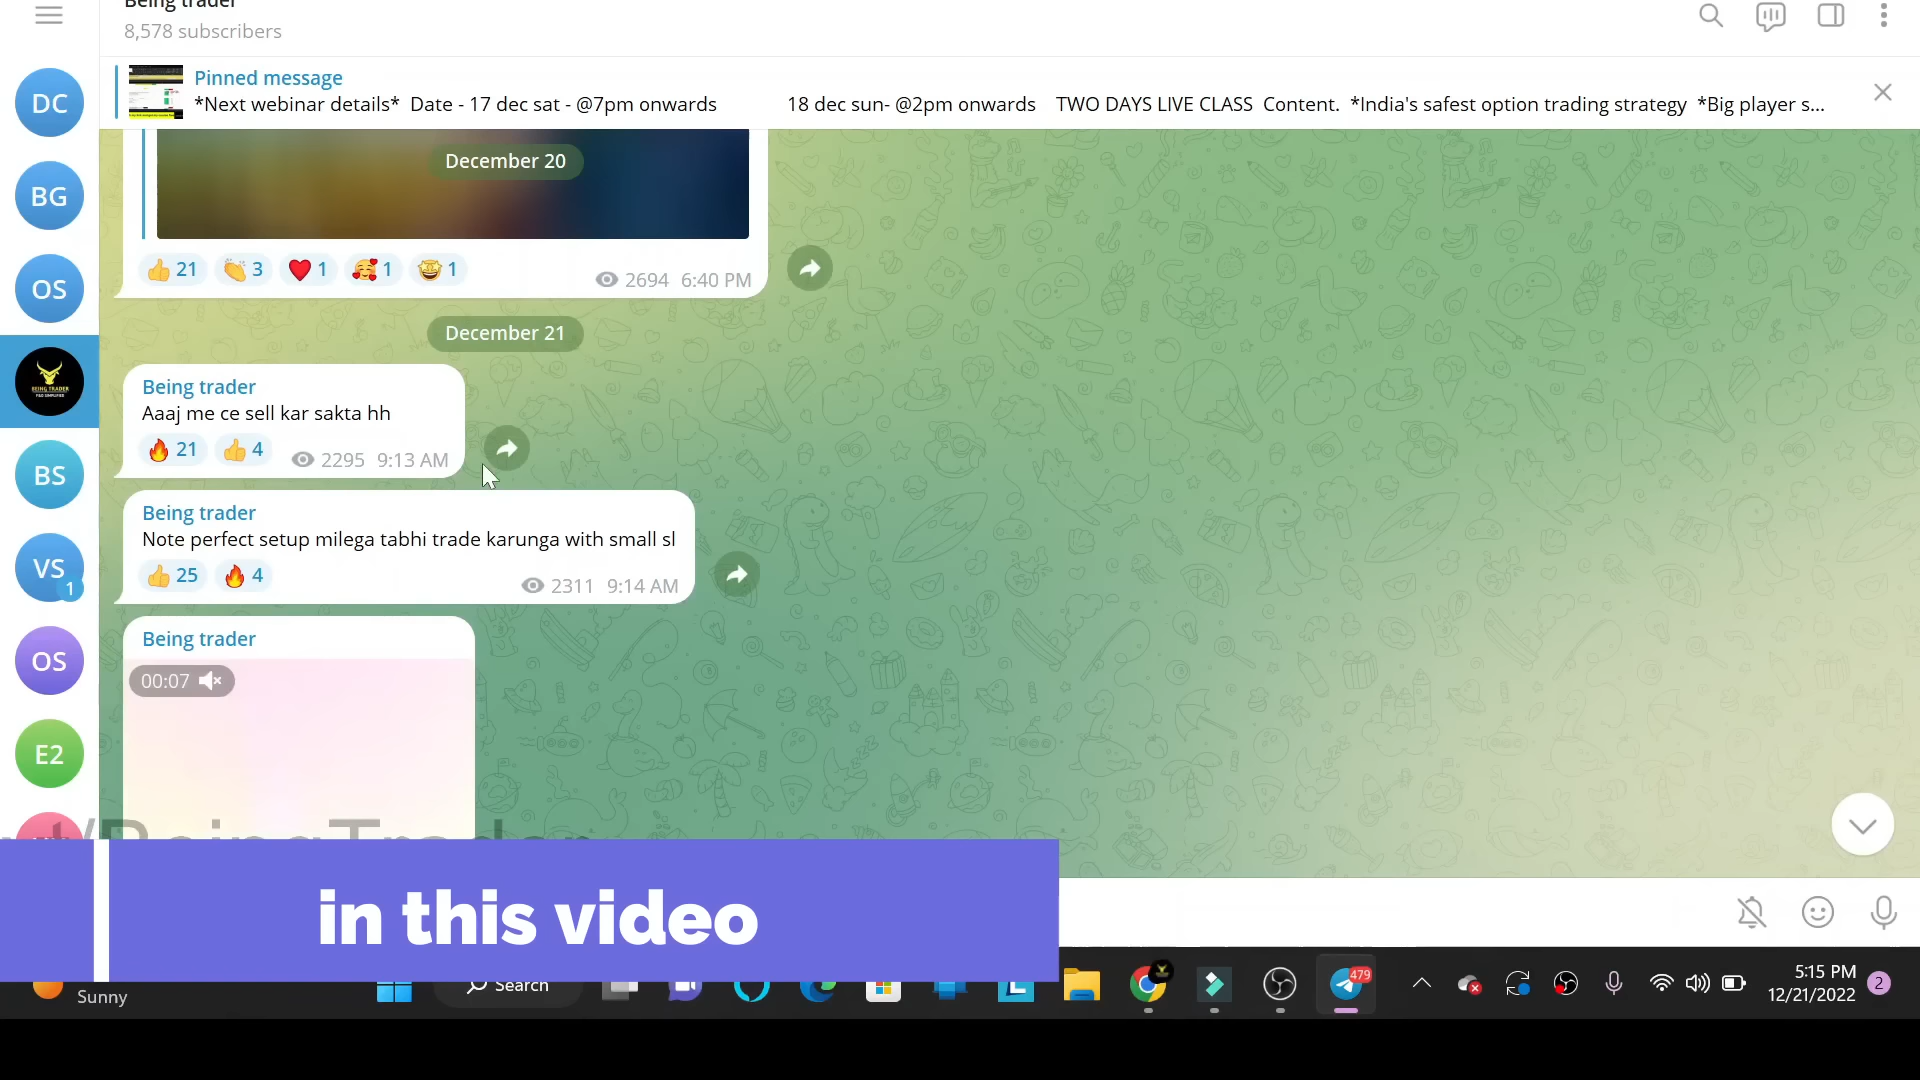 Being trader
8,578 subscribers
Pinned message
*Next webinar details* Date - 17 dec sat - @7pm onwards 18 dec sun- @2pm onwards TWO DAYS LIVE CLASS Content. *India's safest option trading strategy *Big player s...
DC
BG
OS
BEING TRADER
BS
VS
1
OS
E2
December 20
21 3 1 1 1
2694 6:40 PM
December 21
Being trader
Aaaj me ce sell kar sakta hh
21 4 2295 9:13 AM
Being trader
Note perfect setup milega tabhi trade karunga with small sl
25 4 2311 9:14 AM
Being trader
00:07
in this video
Sunny
Search
479
5:15 PM
12/21/2022
2